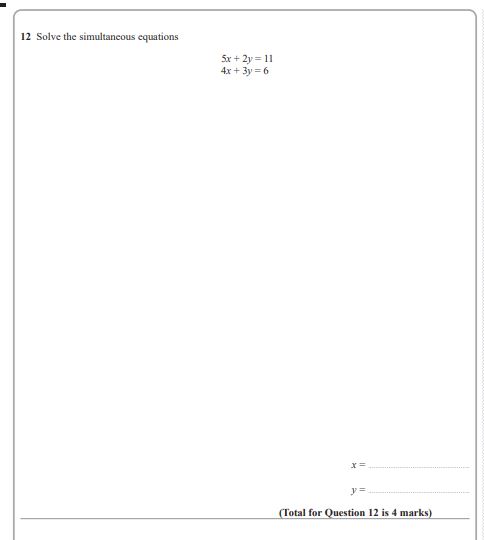 12 Solve the simultaneous equations
5x + 2y = 11
4x + 3y = 6
x = ........................................
y = ........................................
(Total for Question 12 is 4 marks)